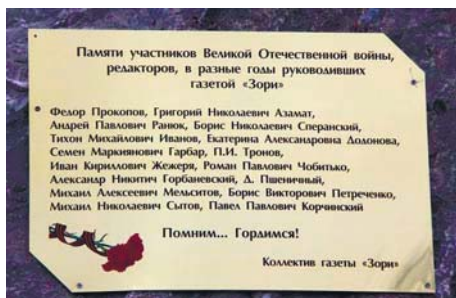 Памяти участников Великой Отечественной войны,
редакторов, в разные годы руководивших
газетой «Зори»
Федор Прокопов, Григорий Николаевич Азамат,
Андрей Павлович Ранюк, Борис Николаевич Сперанский,
Тихон Михайлович Иванов, Екатерина Александровна Додонова,
Семен Маркиянович Гарбар, П.И. Тронов,
Иван Кириллович Жежеря, Роман Павлович Чобитько,
Александр Никитич Горбаневский, Д. Пшеничный,
Михаил Алексеевич Мельситов, Борис Викторович Петреченко,
Михаил Николаевич Сытов, Павел Павлович Корчинский
Помним... Гордимся!
Коллектив газеты «Зори»